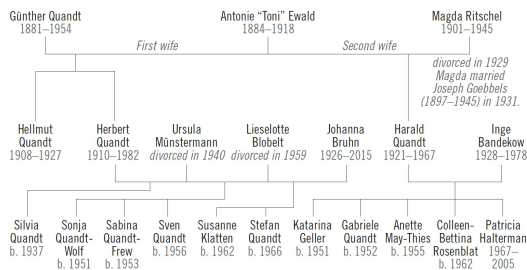 Günther Quandt
1881–1954
Antonie “Toni” Ewald
1884–1918
Magda Ritschel
1901–1945
First wife
Second wife
divorced in 1929
Magda married
Joseph Goebbels
(1897–1945) in 1931.
Hellmut
Quandt
1908–1927
Herbert
Quandt
1910–1982
Ursula
Münstermann
divorced in 1940
Lieselotte
Blobelt
divorced in 1959
Johanna
Bruhn
1926–2015
Harald
Quandt
1921–1967
Inge
Bandekow
1928–1978
Silvia
Quandt
b. 1937
Sonja
Quandt-
Wolf
b. 1951
Sabina
Quandt-
Frew
b. 1953
Sven
Quandt
b. 1956
Susanne
Klatten
b. 1962
Stefan
Quandt
b. 1966
Katarina
Geller
b. 1951
Gabriele
Quandt
b. 1952
Anette
May-Thies
b. 1955
Colleen-
Bettina
Rosenblat
b. 1962
Patricia
Halterman
1967–
2005